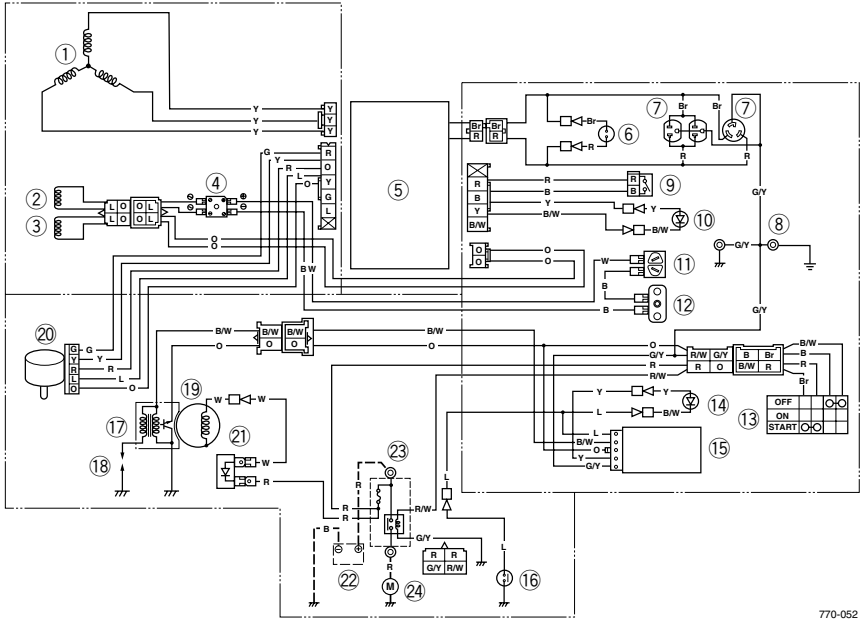 1
Y
Y
Y
Y
Y
Y
G
Y
R
L
O
R
O
Y
G
L
2
3
L O O L
L O O L
4
⊖ ⊕
⊖ ⊕
O
O
B W
5
Br Br
R R
Br
R
6
7
Br
Br
7
R
R
G/Y
R
B
Y
B/W
R
B
Y
B/W
R
B
9
Y
B/W
10
G/Y
8
O
O
O
O
W
11
B
B
12
G/Y
20
G
Y
R
L
O
G
Y
R
L
O
B/W
O
B/W B/W
O O
B/W
O
O
G/Y
R
R/W
R/W G/Y
R O
B Br
B/W R
B/W
B
R
Br
OFF
ON
START
13
17
18
19
W W
21
W
R
23
R
R
R
R/W
G/Y
B
⊖ ⊕
22
R
M
24
R R
G/Y R/W
L
L
16
Y Y
L B/W
14
L
B/W
O
Y
G/Y
15
770-052